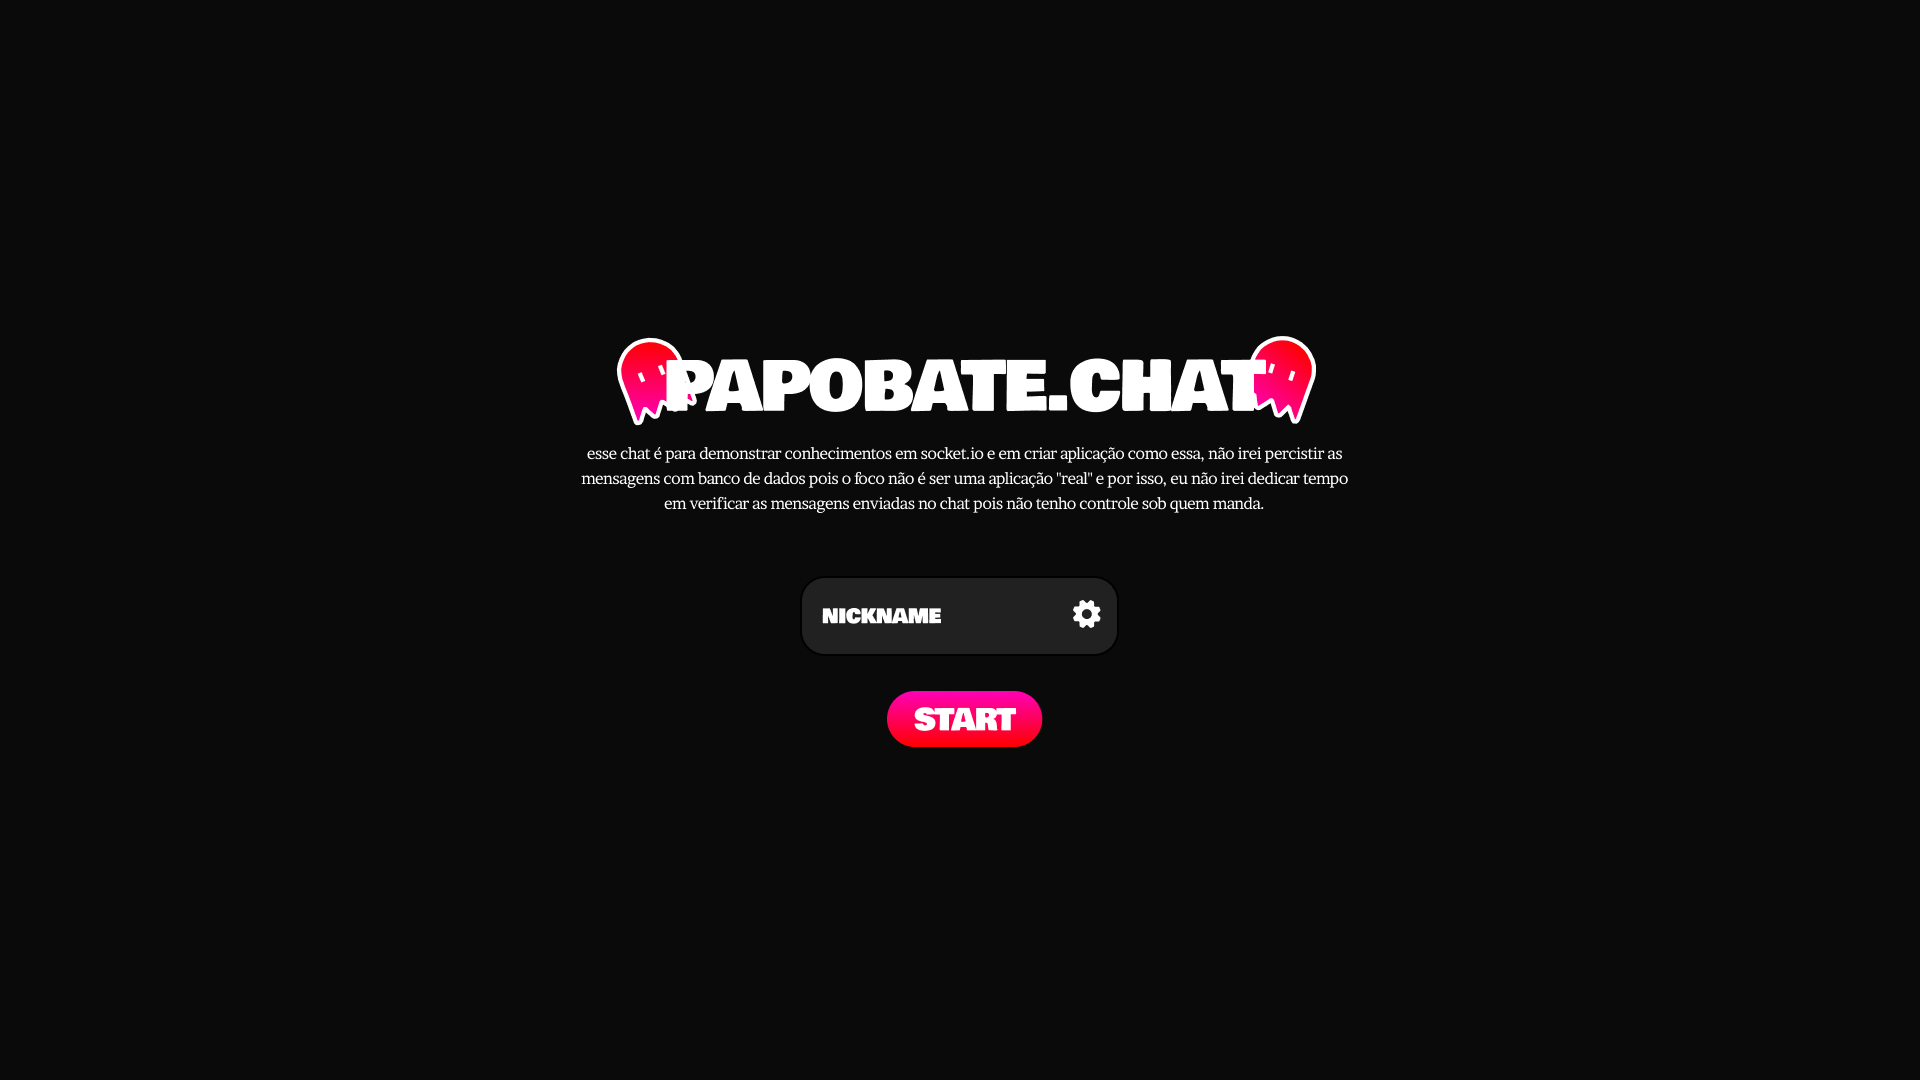 PAPOBATE.CHAT
esse chat é para demonstrar conhecimentos em socket.io e em criar aplicação como essa, não irei percistir as
mensagens com banco de dados pois o foco não é ser uma aplicação "real" e por isso, eu não irei dedicar tempo
em verificar as mensagens enviadas no chat pois não tenho controle sob quem manda.
NICKNAME
START